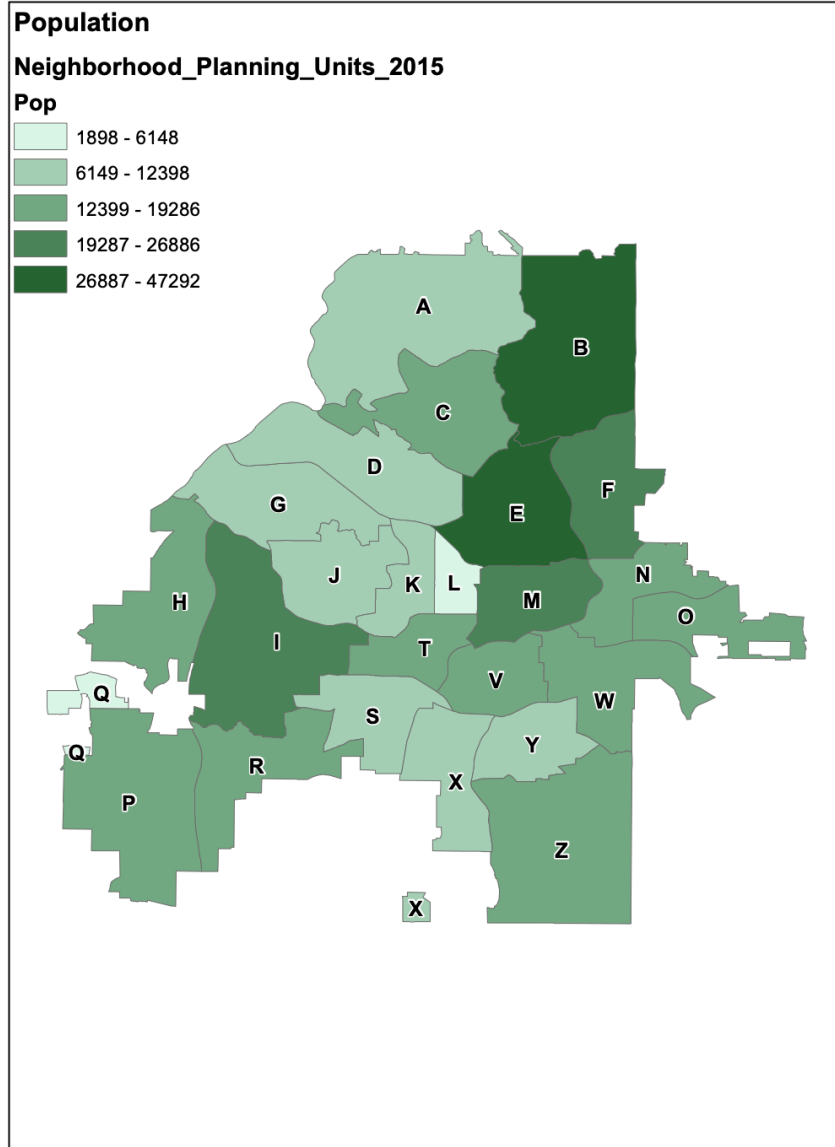 Population
Neighborhood_Planning_Units_2015
Pop
1898 - 6148
6149 - 12398
12399 - 19286
19287 - 26886
26887 - 47292
A
B
C
D
F
G
E
N
J
K
L
M
H
O
I
T
V
Q
W
S
Y
Q
R
X
P
Z
X